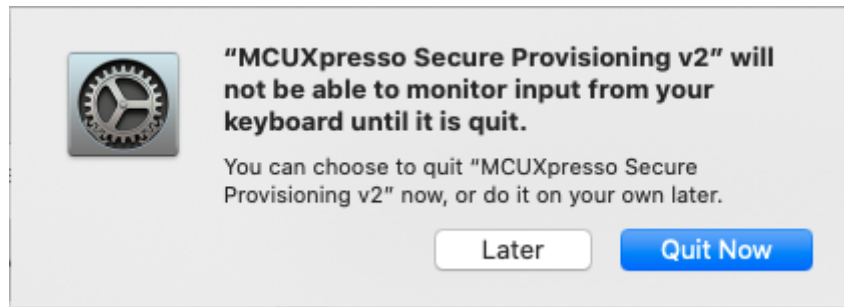 “MCUXpresso Secure Provisioning v2” will
not be able to monitor input from your
keyboard until it is quit.
You can choose to quit “MCUXpresso Secure
Provisioning v2” now, or do it on your own later.
Later
Quit Now